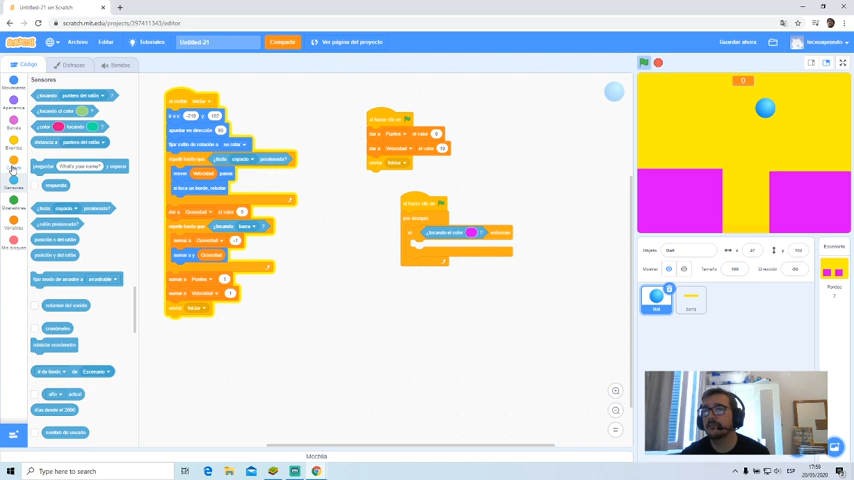 Untitled-21 on Scratch
scratch.mit.edu/projects/397411343/editor
Archivo
Editar
Tutoriales
Untitled-21
Compartir
Ver página del proyecto
Guardar ahora
tecnoaprendo
Código
Disfraces
Sonidos
Movimiento
Apariencia
Sonido
Eventos
Control
Sensores
Operadores
Variables
Mis bloques
Sensores
¿tocando puntero del ratón ?
¿tocando el color ?
¿color tocando ?
distancia a puntero del ratón
preguntar What's your name? y esperar
respuesta
¿tecla espacio presionada?
¿ratón presionado?
posición x del ratón
posición y del ratón
fijar modo de arrastre a arrastrable
volumen del sonido
cronómetro
reiniciar cronómetro
# de fondo de Escenario
año actual
días desde el 2000
nombre de usuario
al recibir Iniciar
ir a x: -210 y: 102
apuntar en dirección 90
fijar estilo de rotación a no rotar
repetir hasta que ¿tecla espacio presionada?
mover Velocidad pasos
si toca un borde, rebotar
dar a Gravedad el valor 5
repetir hasta que ¿tocando barra ?
sumar a Gravedad -1
sumar a y Gravedad
sumar a Puntos 1
sumar a Velocidad 1
enviar Iniciar
al hacer clic en
dar a Puntos el valor 0
dar a Velocidad el valor 10
enviar Iniciar
al hacer clic en
por siempre
si ¿tocando el color ? entonces
0
Objeto
Ball
x 47
y 102
Mostrar
Tamaño 100
Dirección -90
Escenario
Fondos
2
Ball
barra
Mochila
Type here to search
ESP
17:59
20/05/2020